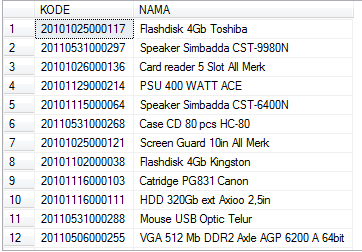 KODE NAMA
1 20101025000117 Flashdisk 4Gb Toshiba
2 20110531000297 Speaker Simbadda CST-9980N
3 20101026000136 Card reader 5 Slot All Merk
4 20101129000214 PSU 400 WATT ACE
5 20101115000064 Speaker Simbadda CST-6400N
6 20110531000268 Case CD 80 pcs HC-80
7 20101025000121 Screen Guard 10in All Merk
8 20101102000038 Flashdisk 4Gb Kingston
9 20101116000103 Catridge PG831 Canon
10 20101116000111 HDD 320Gb ext Axioo 2,5in
11 20110531000288 Mouse USB Optic Telur
12 20110506000255 VGA 512 Mb DDR2 Axle AGP 6200 A 64bit